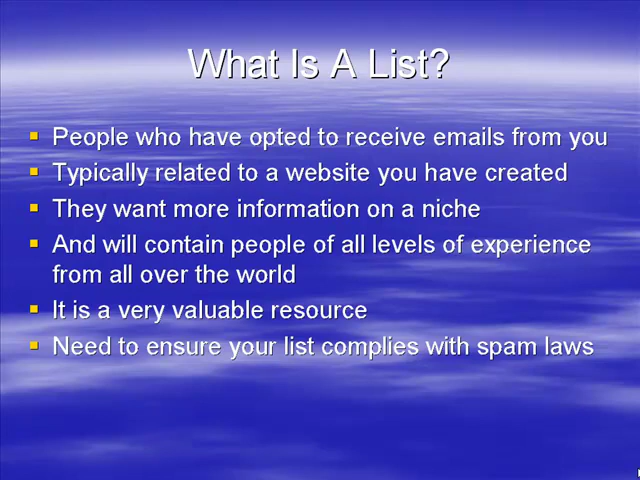 What Is A List?
People who have opted to receive emails from you
Typically related to a website you have created
They want more information on a niche
And will contain people of all levels of experience
from all over the world
It is a very valuable resource
Need to ensure your list complies with spam laws